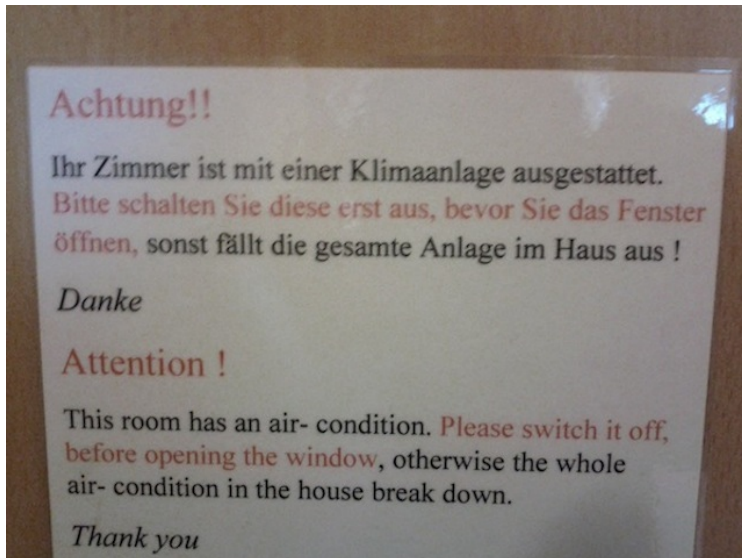 Achtung!!
Ihr Zimmer ist mit einer Klimaanlage ausgestattet.
Bitte schalten Sie diese erst aus, bevor Sie das Fenster
öffnen, sonst fällt die gesamte Anlage im Haus aus !
Danke
Attention !
This room has an air- condition. Please switch it off,
before opening the window, otherwise the whole
air- condition in the house break down.
Thank you